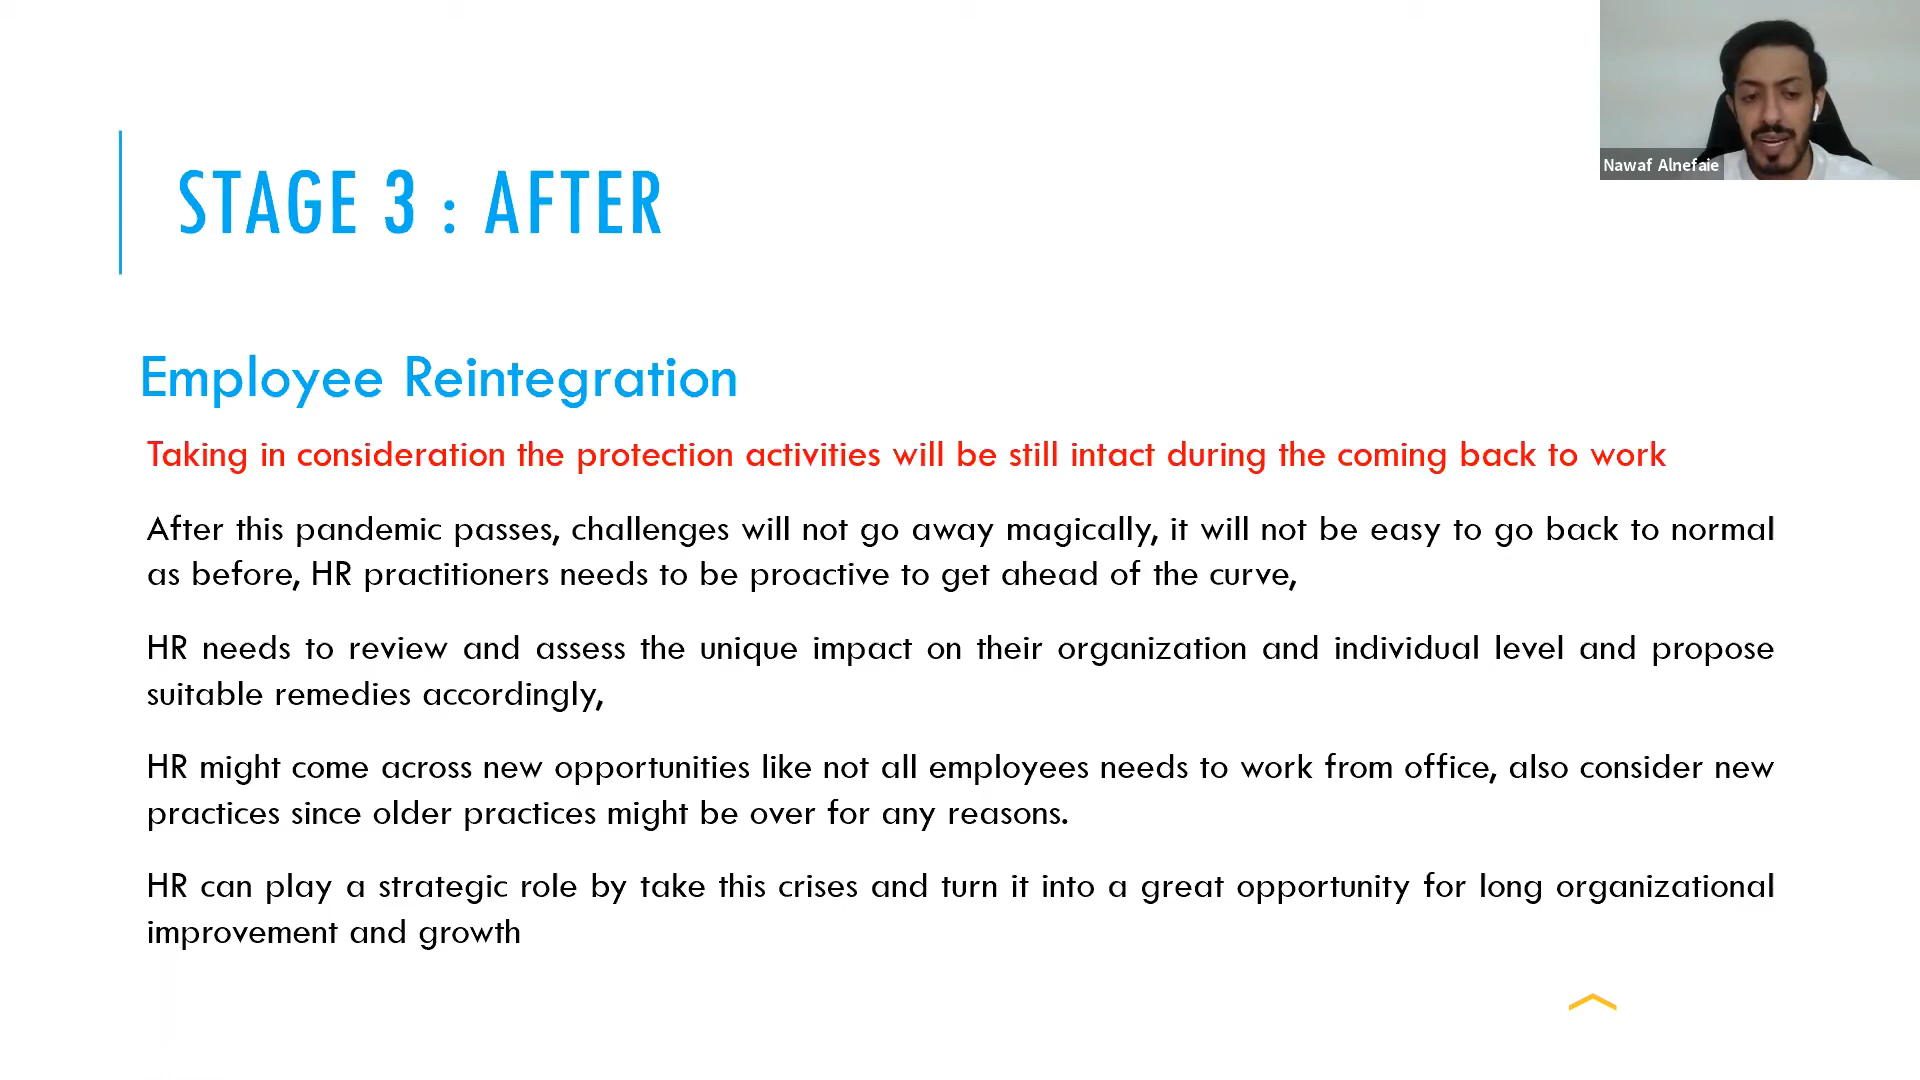 Nawaf Alnefaie
STAGE 3 : AFTER
Employee Reintegration
Taking in consideration the protection activities will be still intact during the coming back to work
After this pandemic passes, challenges will not go away magically, it will not be easy to go back to normal
as before, HR practitioners needs to be proactive to get ahead of the curve,
HR needs to review and assess the unique impact on their organization and individual level and propose
suitable remedies accordingly,
HR might come across new opportunities like not all employees needs to work from office, also consider new
practices since older practices might be over for any reasons.
HR can play a strategic role by take this crises and turn it into a great opportunity for long organizational
improvement and growth